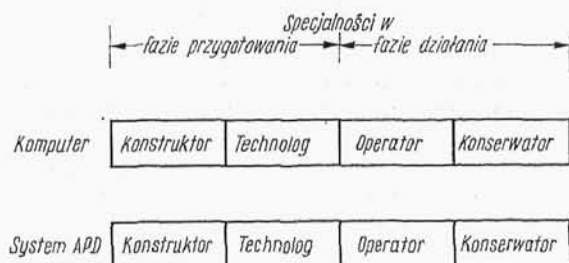 Specjalności w
fazie przygotowania fazie działania
Komputer Konstruktor Technolog Operator Konserwator
System APD Konstruktor Technolog Operator Konserwator